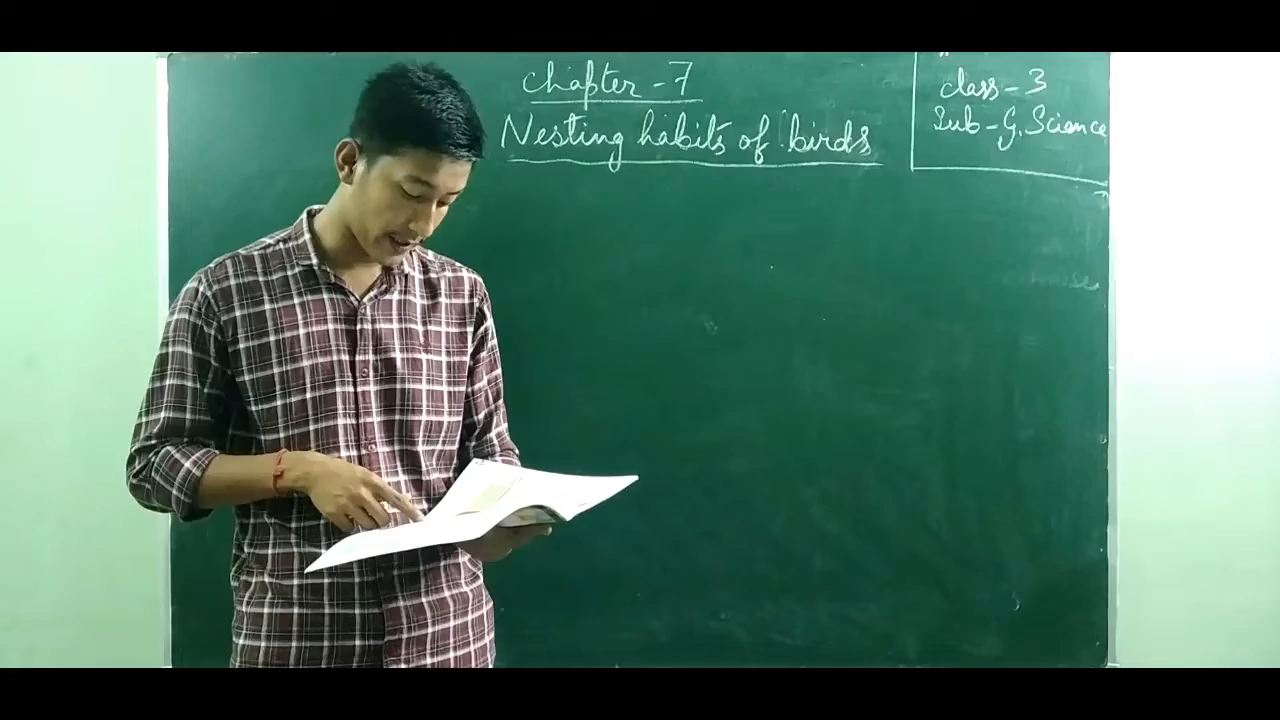 chapter - 7
Nesting habits of birds
class - 3
Sub - G. Science